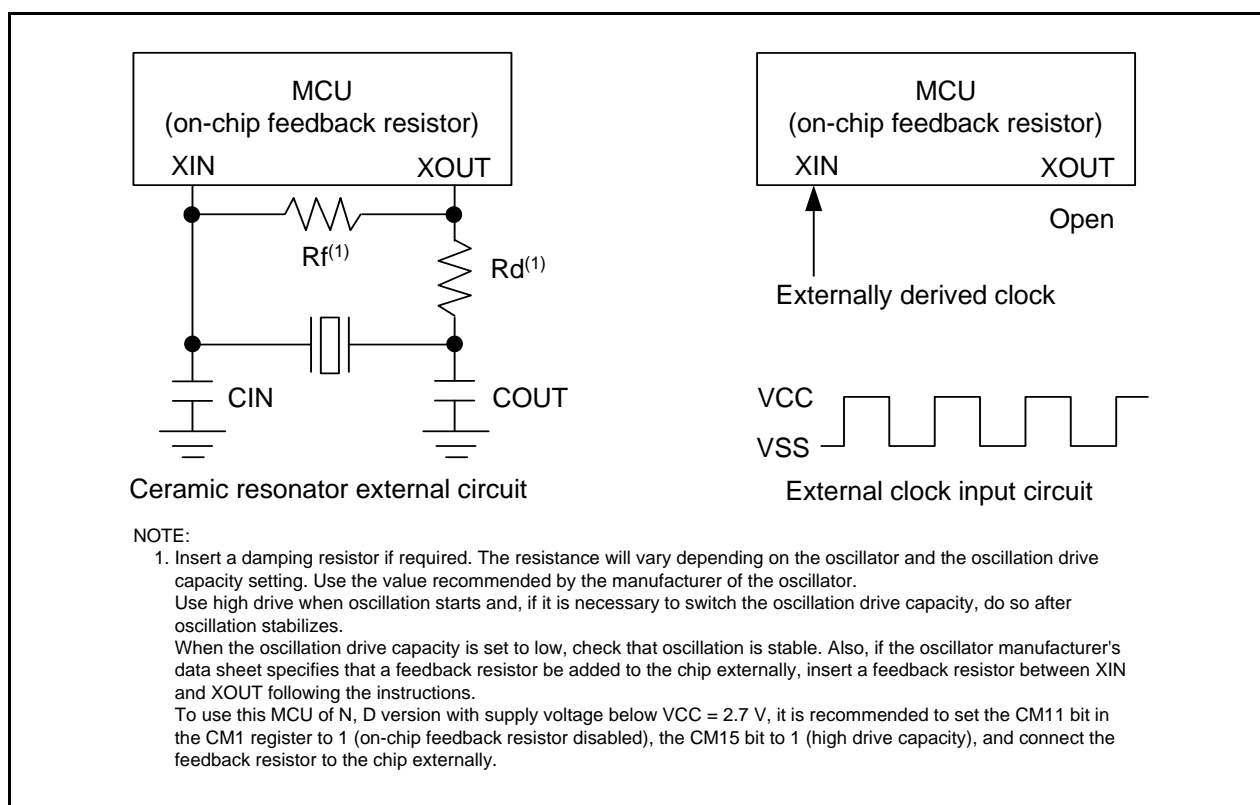 MCU
(on-chip feedback resistor)
XIN
XOUT
Rf(1)
Rd(1)
CIN
COUT
Ceramic resonator external circuit
MCU
(on-chip feedback resistor)
XIN
XOUT
Open
Externally derived clock
VCC
VSS
External clock input circuit
NOTE:
1. Insert a damping resistor if required. The resistance will vary depending on the oscillator and the oscillation drive
capacity setting. Use the value recommended by the manufacturer of the oscillator.
Use high drive when oscillation starts and, if it is necessary to switch the oscillation drive capacity, do so after
oscillation stabilizes.
When the oscillation drive capacity is set to low, check that oscillation is stable. Also, if the oscillator manufacturer's
data sheet specifies that a feedback resistor be added to the chip externally, insert a feedback resistor between XIN
and XOUT following the instructions.
To use this MCU of N, D version with supply voltage below VCC = 2.7 V, it is recommended to set the CM11 bit in
the CM1 register to 1 (on-chip feedback resistor disabled), the CM15 bit to 1 (high drive capacity), and connect the
feedback resistor to the chip externally.